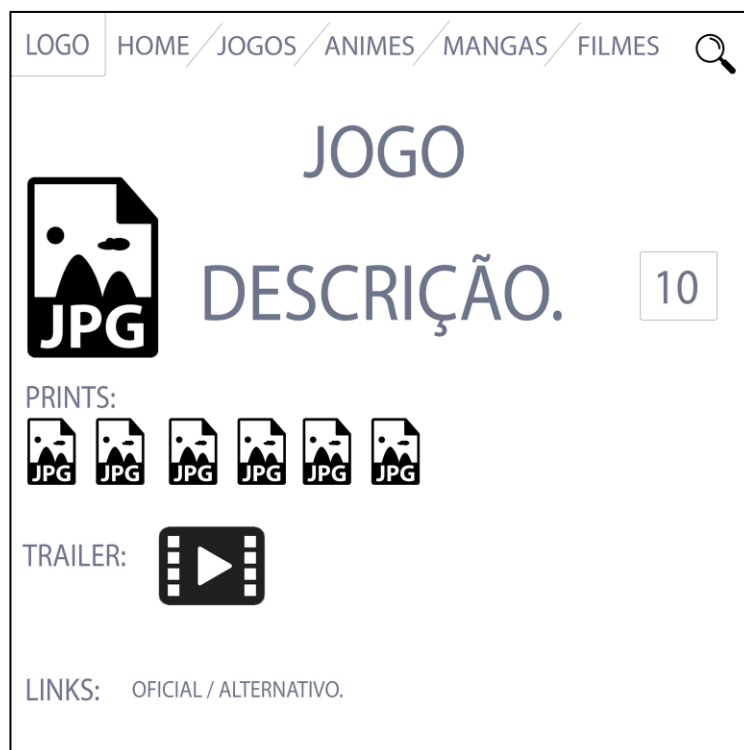 LOGO HOME JOGOS ANIMES MANGAS FILMES
JOGO
JPG
DESCRIÇÃO.
10
PRINTS:
JPG JPG JPG JPG JPG JPG
TRAILER:
LINKS: OFICIAL / ALTERNATIVO.